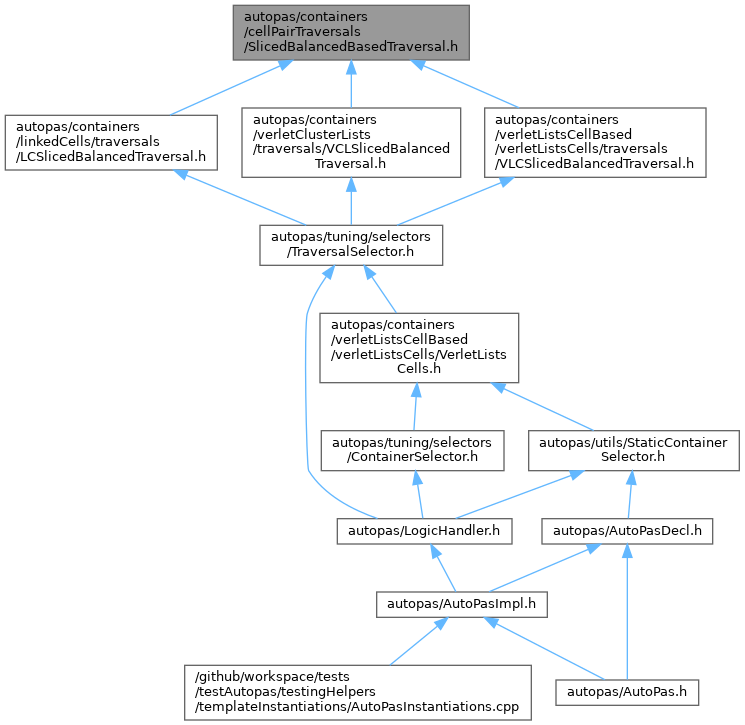 autopas/containers
/cellPairTraversals
/SlicedBalancedBasedTraversal.h
autopas/containers
/linkedCells/traversals
/LCSlicedBalancedTraversal.h
autopas/containers
/verletClusterLists
/traversals/VCLSlicedBalanced
Traversal.h
autopas/containers
/verletListsCellBased
/verletListsCells/traversals
/VLCSlicedBalancedTraversal.h
autopas/tuning/selectors
/TraversalSelector.h
autopas/containers
/verletListsCellBased
/verletListsCells/VerletLists
Cells.h
autopas/tuning/selectors
/ContainerSelector.h
autopas/utils/StaticContainer
Selector.h
autopas/LogicHandler.h
autopas/AutoPasDecl.h
autopas/AutoPasImpl.h
/github/workspace/tests
/testAutopas/testingHelpers
/templateInstantiations/AutoPasInstantiations.cpp
autopas/AutoPas.h